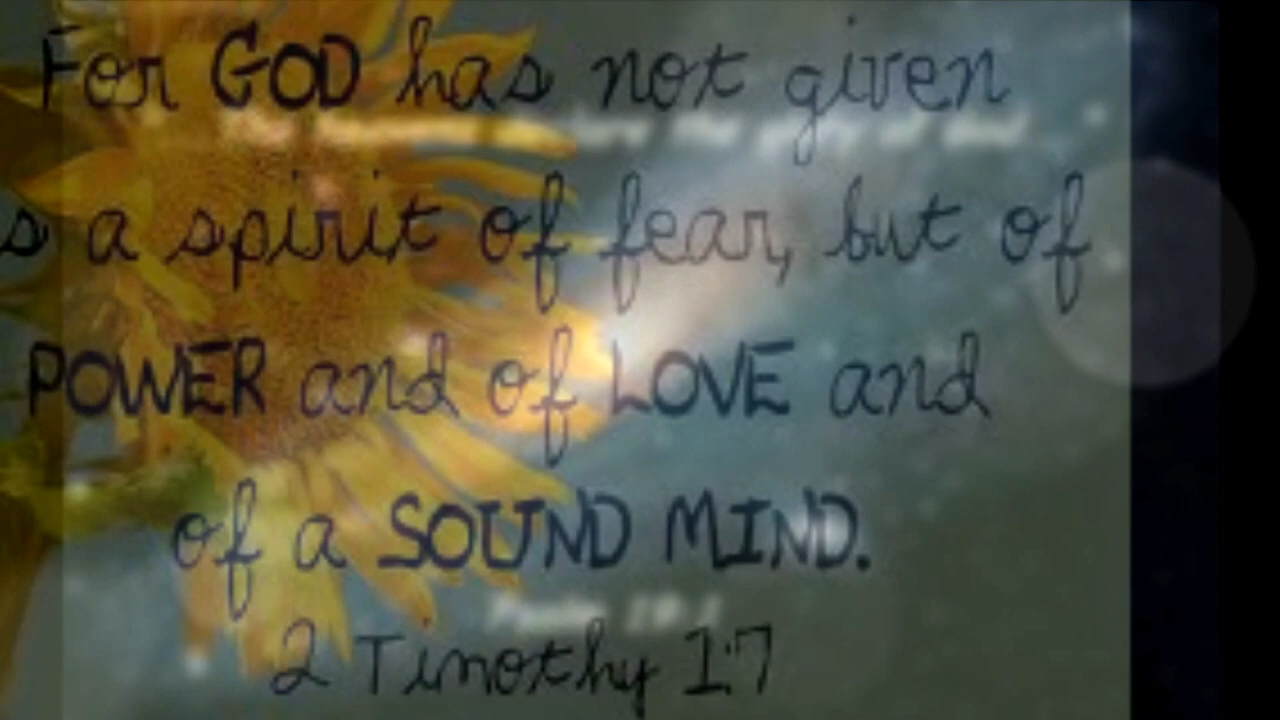 For GOD has not given
s a spirit of fear, but of
POWER and of LOVE and
of a SOUND MIND.
2 Timothy 1:7